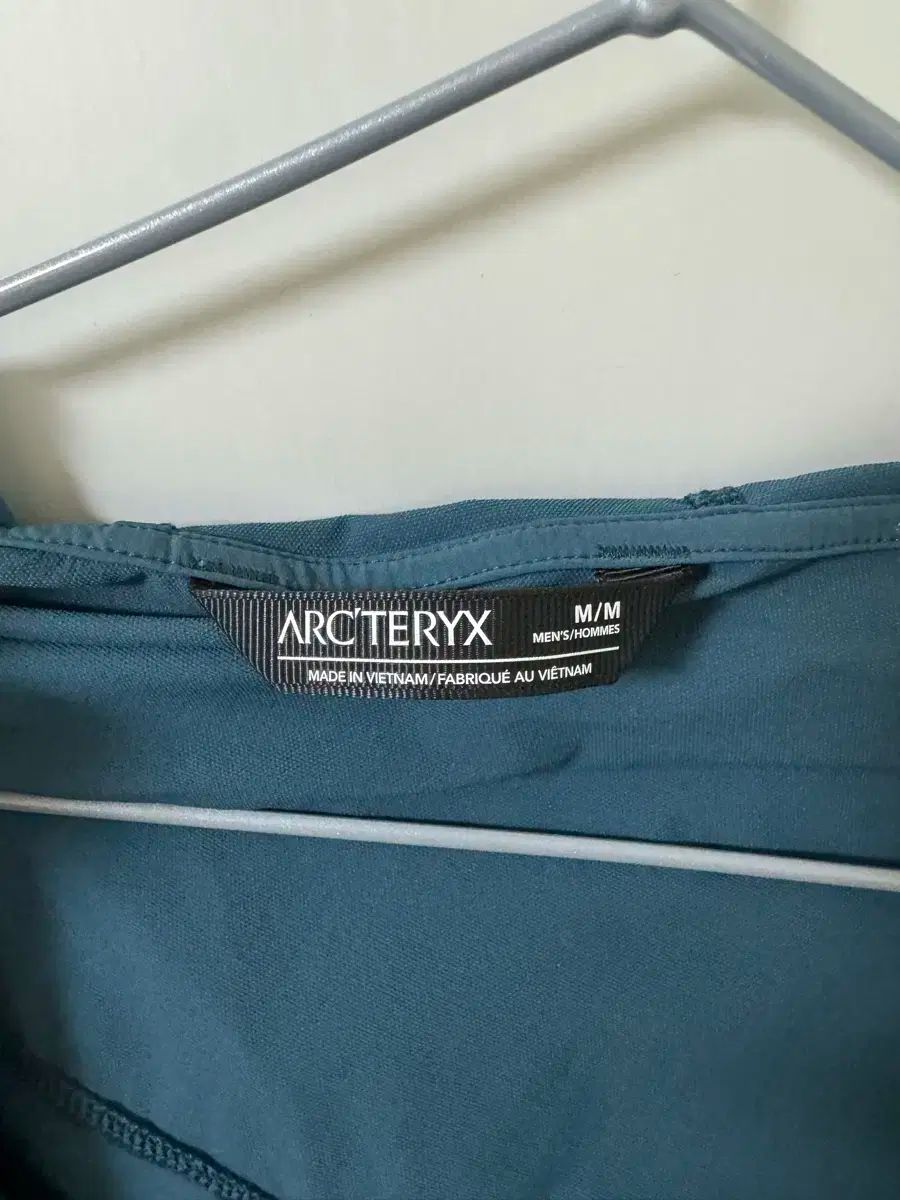 ARC'TERYX
M/M
MEN'S/HOMMES
MADE IN VIETNAM/FABRIQUÉ AU VIÊTNAM